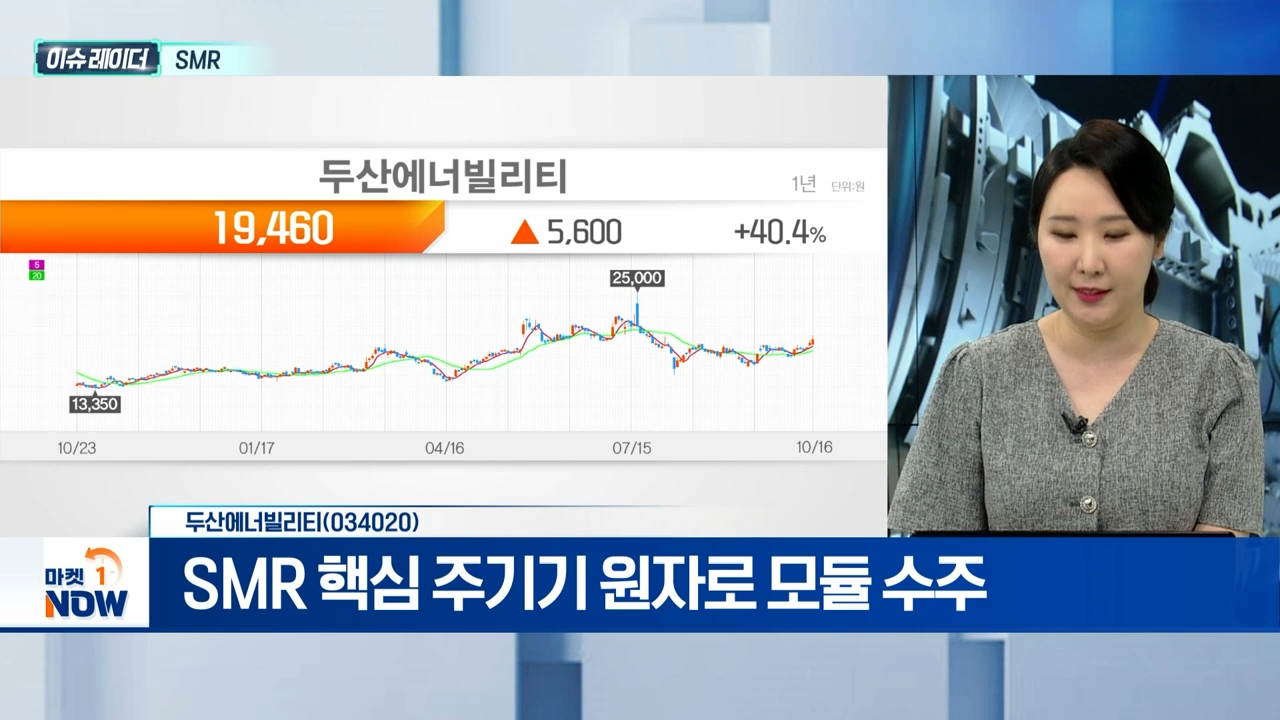 이슈레이더 SMR
두산에너빌리티
1년 단위:원
19,460 ▲5,600 +40.4%
5
20
25,000
13,350
10/23 01/17 04/16 07/15 10/16
두산에너빌리티(034020)
마켓 1
NOW
SMR 핵심 주기기 원자로 모듈 수주